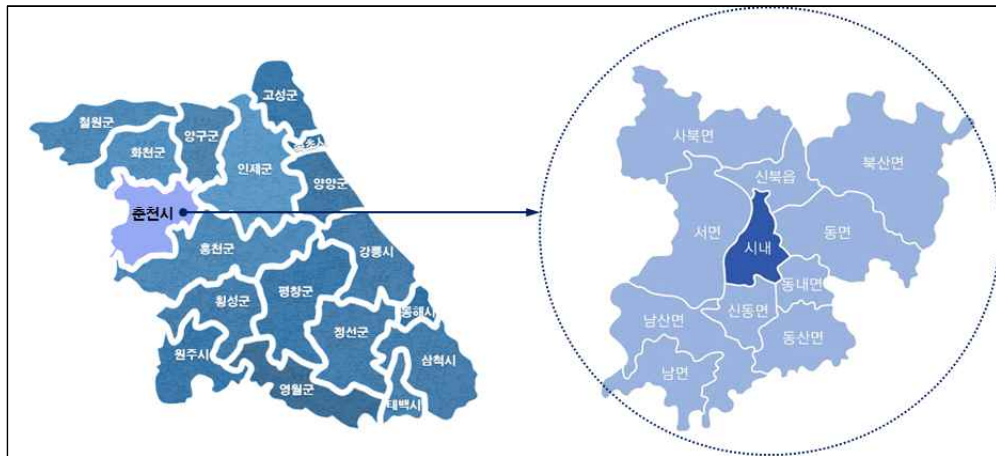 고성군
철원군
양구군
화천군
인제군
속초시
양양군
춘천시
홍천군
강릉시
횡성군
평창군
동해시
정선군
원주시
삼척시
영월군
태백시
사북면
북산면
신북읍
서면
동면
시내
동내면
신동면
남산면
동산면
남면